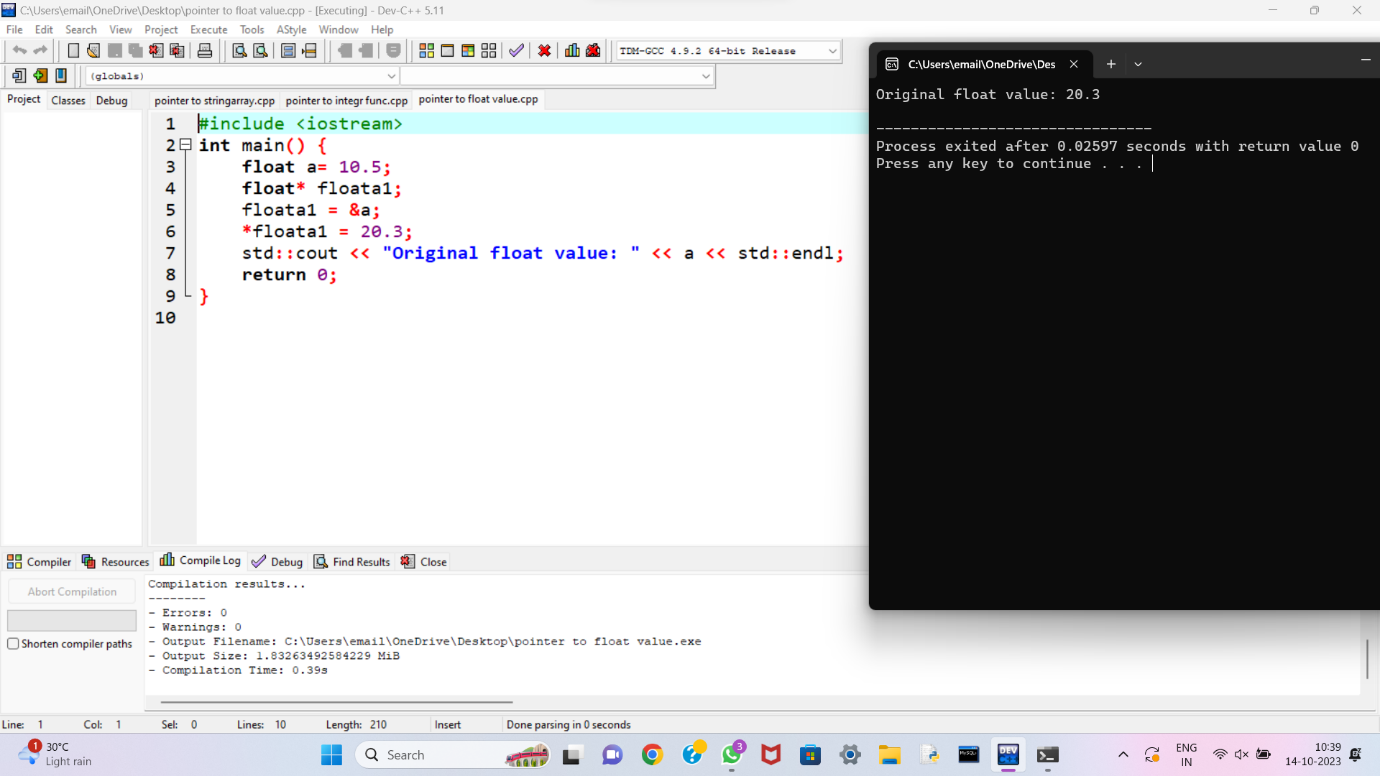 C:\Users\email\OneDrive\Desktop\pointer to float value.cpp - [Executing] - Dev-C++ 5.11
File Edit Search View Project Execute Tools AStyle Window Help
TDM-GCC 4.9.2 64-bit Release
(globals)
Project Classes Debug
pointer to stringarray.cpp pointer to integr func.cpp pointer to float value.cpp
1 #include <iostream>
2 int main() {
3 float a= 10.5;
4 float* floata1;
5 floata1 = &a;
6 *floata1 = 20.3;
7 std::cout << "Original float value: " << a << std::endl;
8 return 0;
9 }
10
C:\Users\email\OneDrive\Des
Original float value: 20.3
--------------------------------
Process exited after 0.02597 seconds with return value 0
Press any key to continue . . .
Compiler Resources Compile Log Debug Find Results Close
Abort Compilation
Shorten compiler paths
Compilation results...
--------
- Errors: 0
- Warnings: 0
- Output Filename: C:\Users\email\OneDrive\Desktop\pointer to float value.exe
- Output Size: 1.83263492584229 MiB
- Compilation Time: 0.39s
Line: 1 Col: 1 Sel: 0 Lines: 10 Length: 210 Insert Done parsing in 0 seconds
1
30°C
Light rain
Search
3
DEV
ENG
IN
10:39
14-10-2023